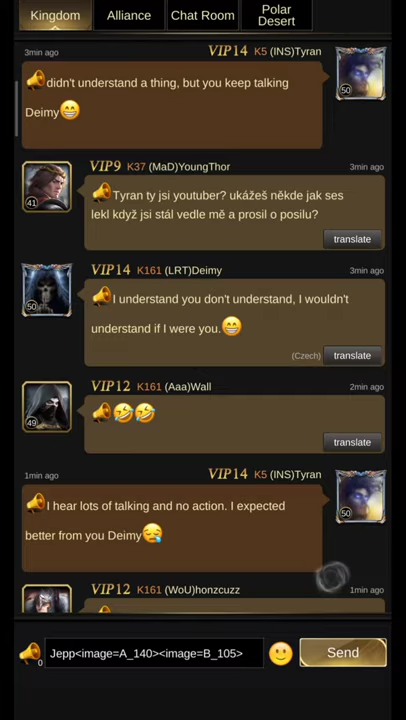 Kingdom
Alliance
Chat Room
Polar
Desert
3min ago
VIP14 K5 (INS)Tyran
didn't understand a thing, but you keep talking
Deimy😁
50
VIP9 K37 (MaD)YoungThor
3min ago
Tyran ty jsi youtuber? ukážeš někde jak ses
lekl když jsi stál vedle mě a prosil o posilu?
41
translate
VIP14 K161 (LRT)Deimy
3min ago
I understand you don't understand, I wouldn't
understand if I were you.😁
50
(Czech)
translate
VIP12 K161 (Aaa)Wall
2min ago
🤣🤣
49
translate
1min ago
VIP14 K5 (INS)Tyran
I hear lots of talking and no action. I expected
better from you Deimy😪
50
VIP12 K161 (WoU)honzcuzz
1min ago
0
Jepp<image=A_140><image=B_105>
Send